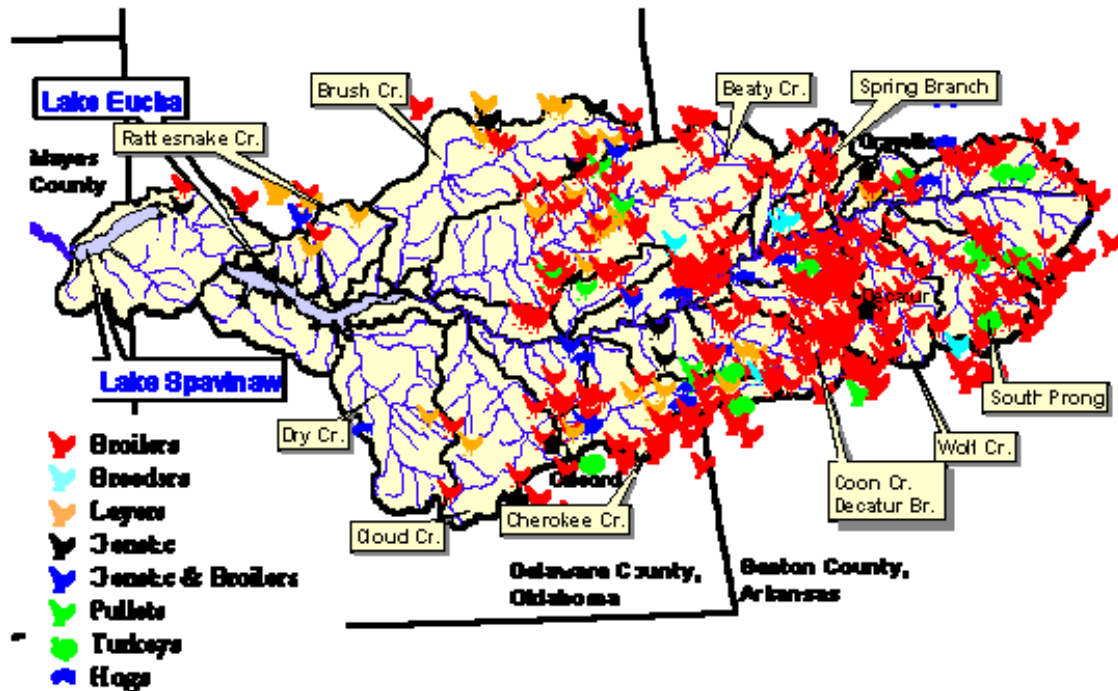 Lake Eucha
Rattlesnake Cr.
Brush Cr.
Beaty Cr.
Spring Branch
Mayes
County
Decatur
Lake Spavinaw
South Prong
Dry Cr.
Wolf Cr.
Coon Cr.
Decatur Br.
Cherokee Cr.
Cloud Cr.
Broilers
Breeders
Layers
Delaware County,
Oklahoma
Benton County,
Arkansas
& Broilers
Pullets
Turkeys
Hogs